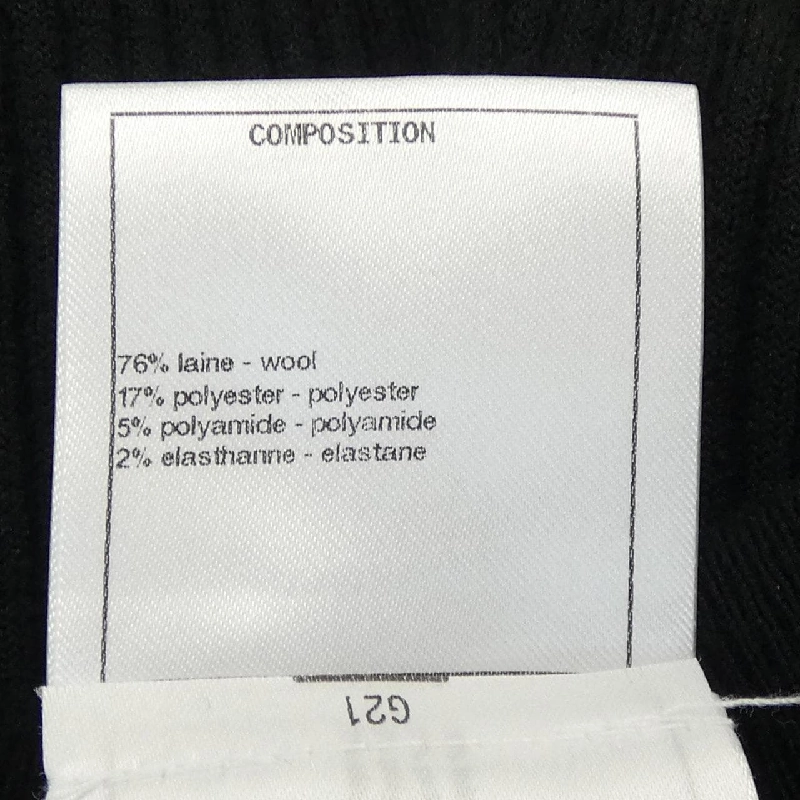 COMPOSITION
76% laine - wool
17% polyester - polyester
5% polyamide - polyamide
2% elasthanne - elastane
G21